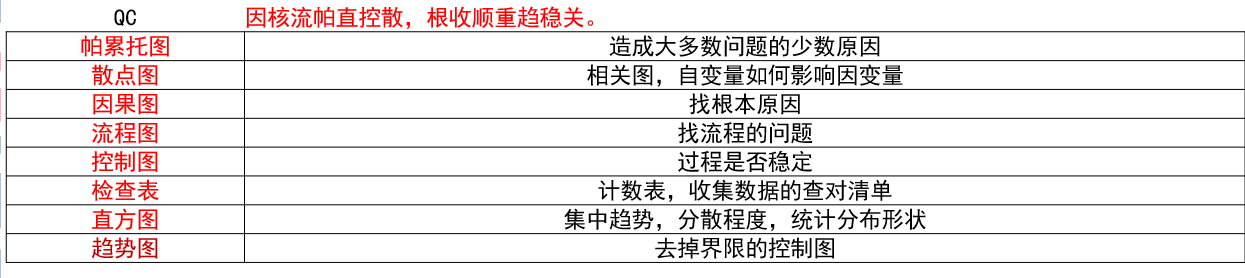 QC 因核流帕直控散，根收顺重趋稳关。
帕累托图 造成大多数问题的少数原因
散点图 相关图，自变量如何影响因变量
因果图 找根本原因
流程图 找流程的问题
控制图 过程是否稳定
检查表 计数表，收集数据的查对清单
直方图 集中趋势，分散程度，统计分布形状
趋势图 去掉界限的控制图